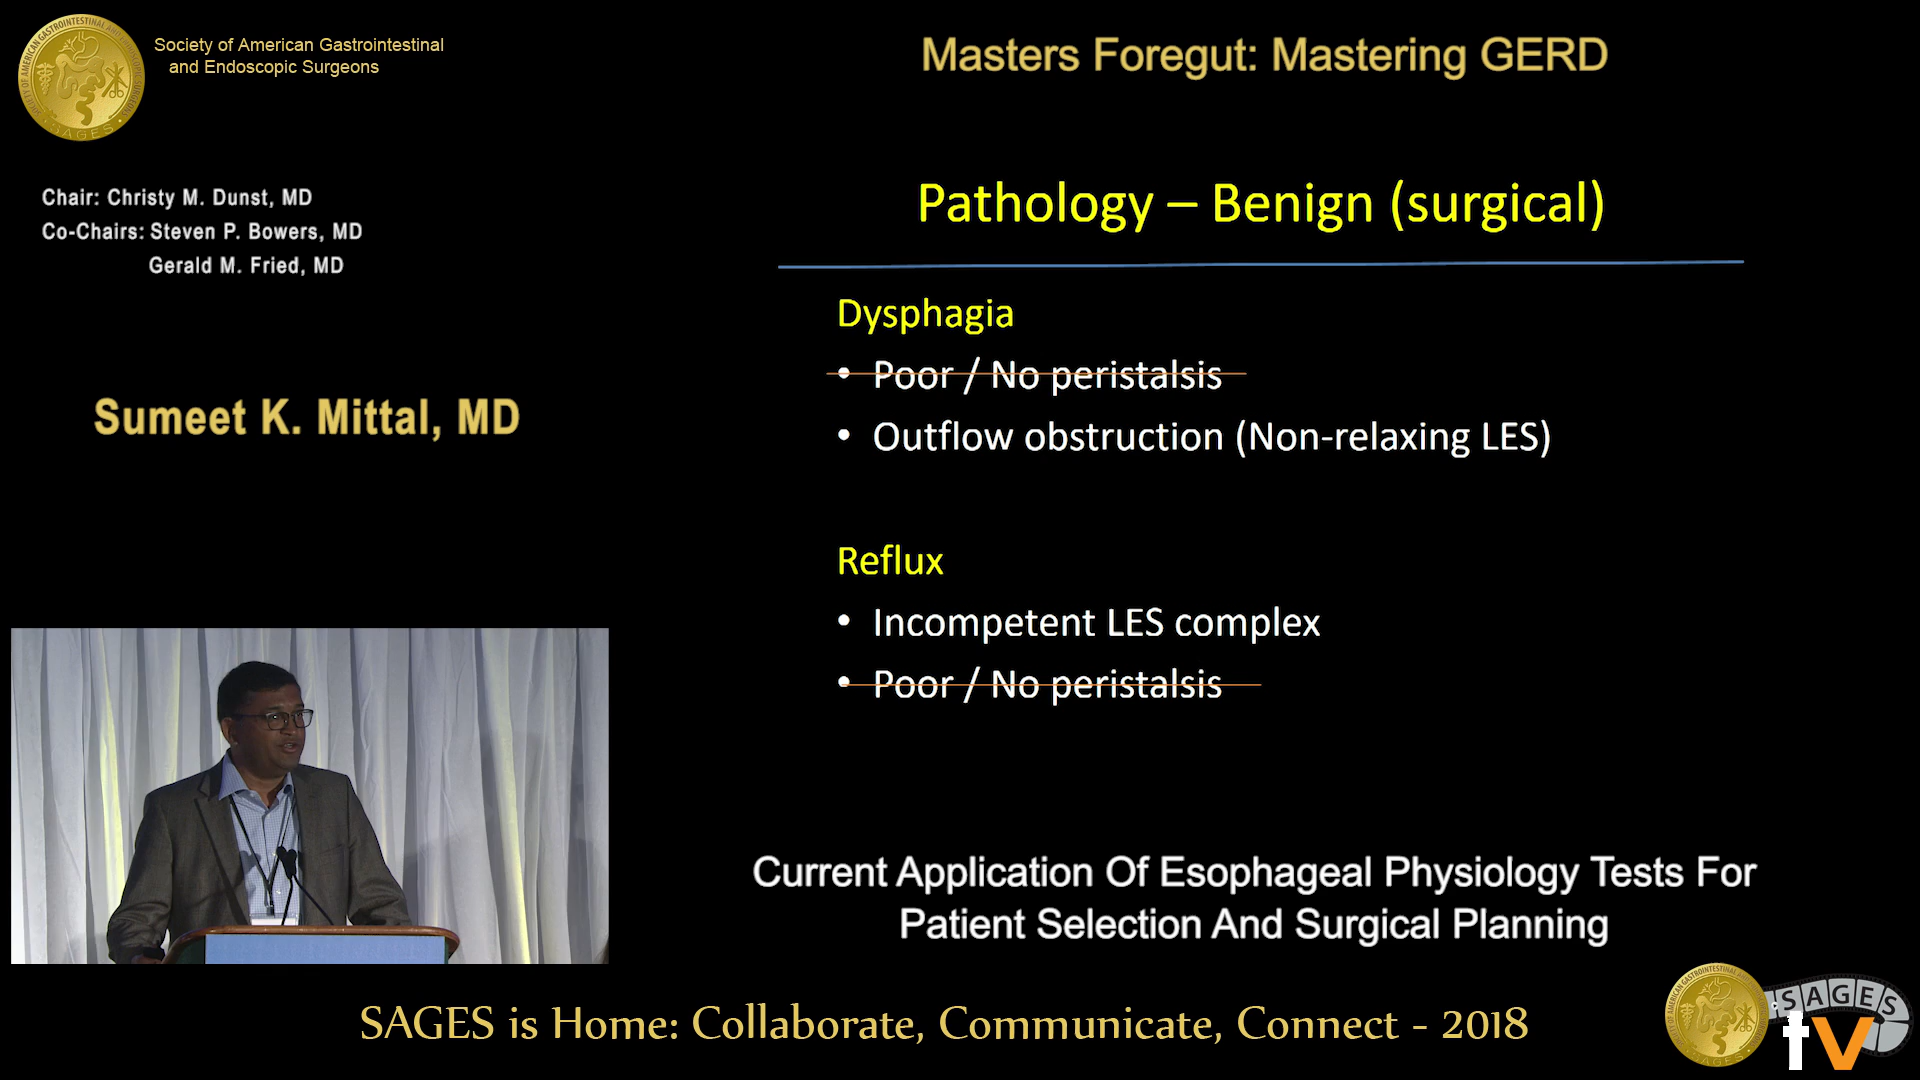 Society of American Gastrointestinal
and Endoscopic Surgeons
Masters Foregut: Mastering GERD
Chair: Christy M. Dunst, MD
Co-Chairs: Steven P. Bowers, MD
Gerald M. Fried, MD
Sumeet K. Mittal, MD
Pathology – Benign (surgical)
Dysphagia
• Poor / No peristalsis
• Outflow obstruction (Non-relaxing LES)
Reflux
• Incompetent LES complex
• Poor / No peristalsis
Current Application Of Esophageal Physiology Tests For
Patient Selection And Surgical Planning
SAGES is Home: Collaborate, Communicate, Connect - 2018
SAGES
tv